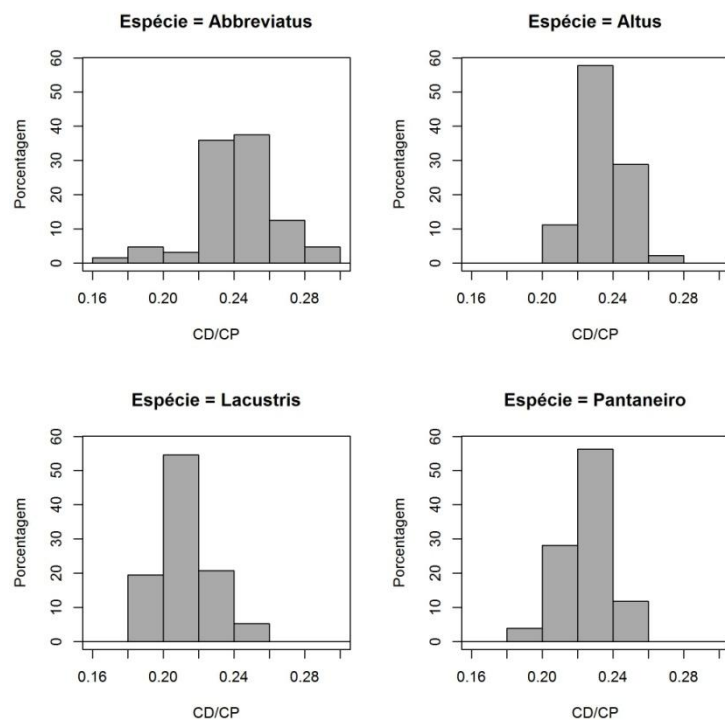 Espécie = Abbreviatus
Porcentagem
60
50
40
30
20
10
0
0.16 0.20 0.24 0.28
CD/CP
Espécie = Altus
Porcentagem
60
50
40
30
20
10
0
0.16 0.20 0.24 0.28
CD/CP
Espécie = Lacustris
Porcentagem
60
50
40
30
20
10
0
0.16 0.20 0.24 0.28
CD/CP
Espécie = Pantaneiro
Porcentagem
60
50
40
30
20
10
0
0.16 0.20 0.24 0.28
CD/CP